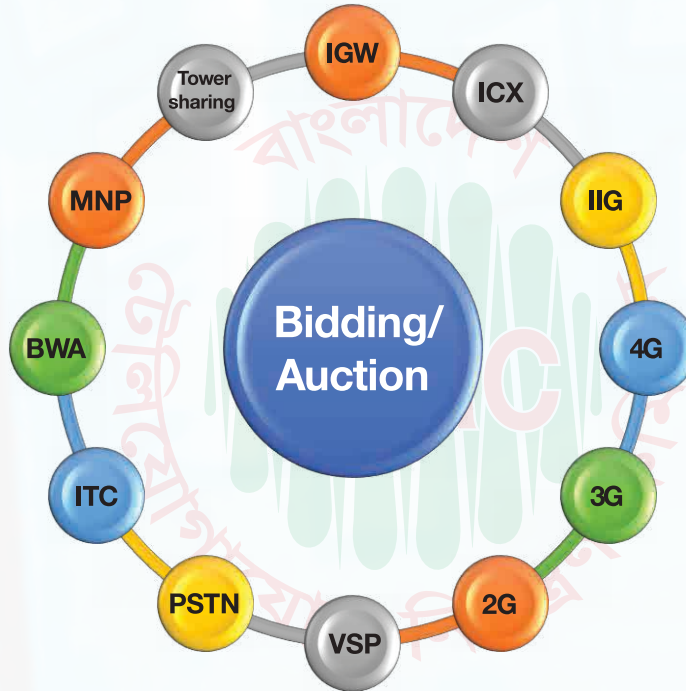 IGW
ICX
IIG
4G
3G
2G
VSP
PSTN
ITC
BWA
MNP
Tower
sharing
Bidding/
Auction
বাংলাদেশ